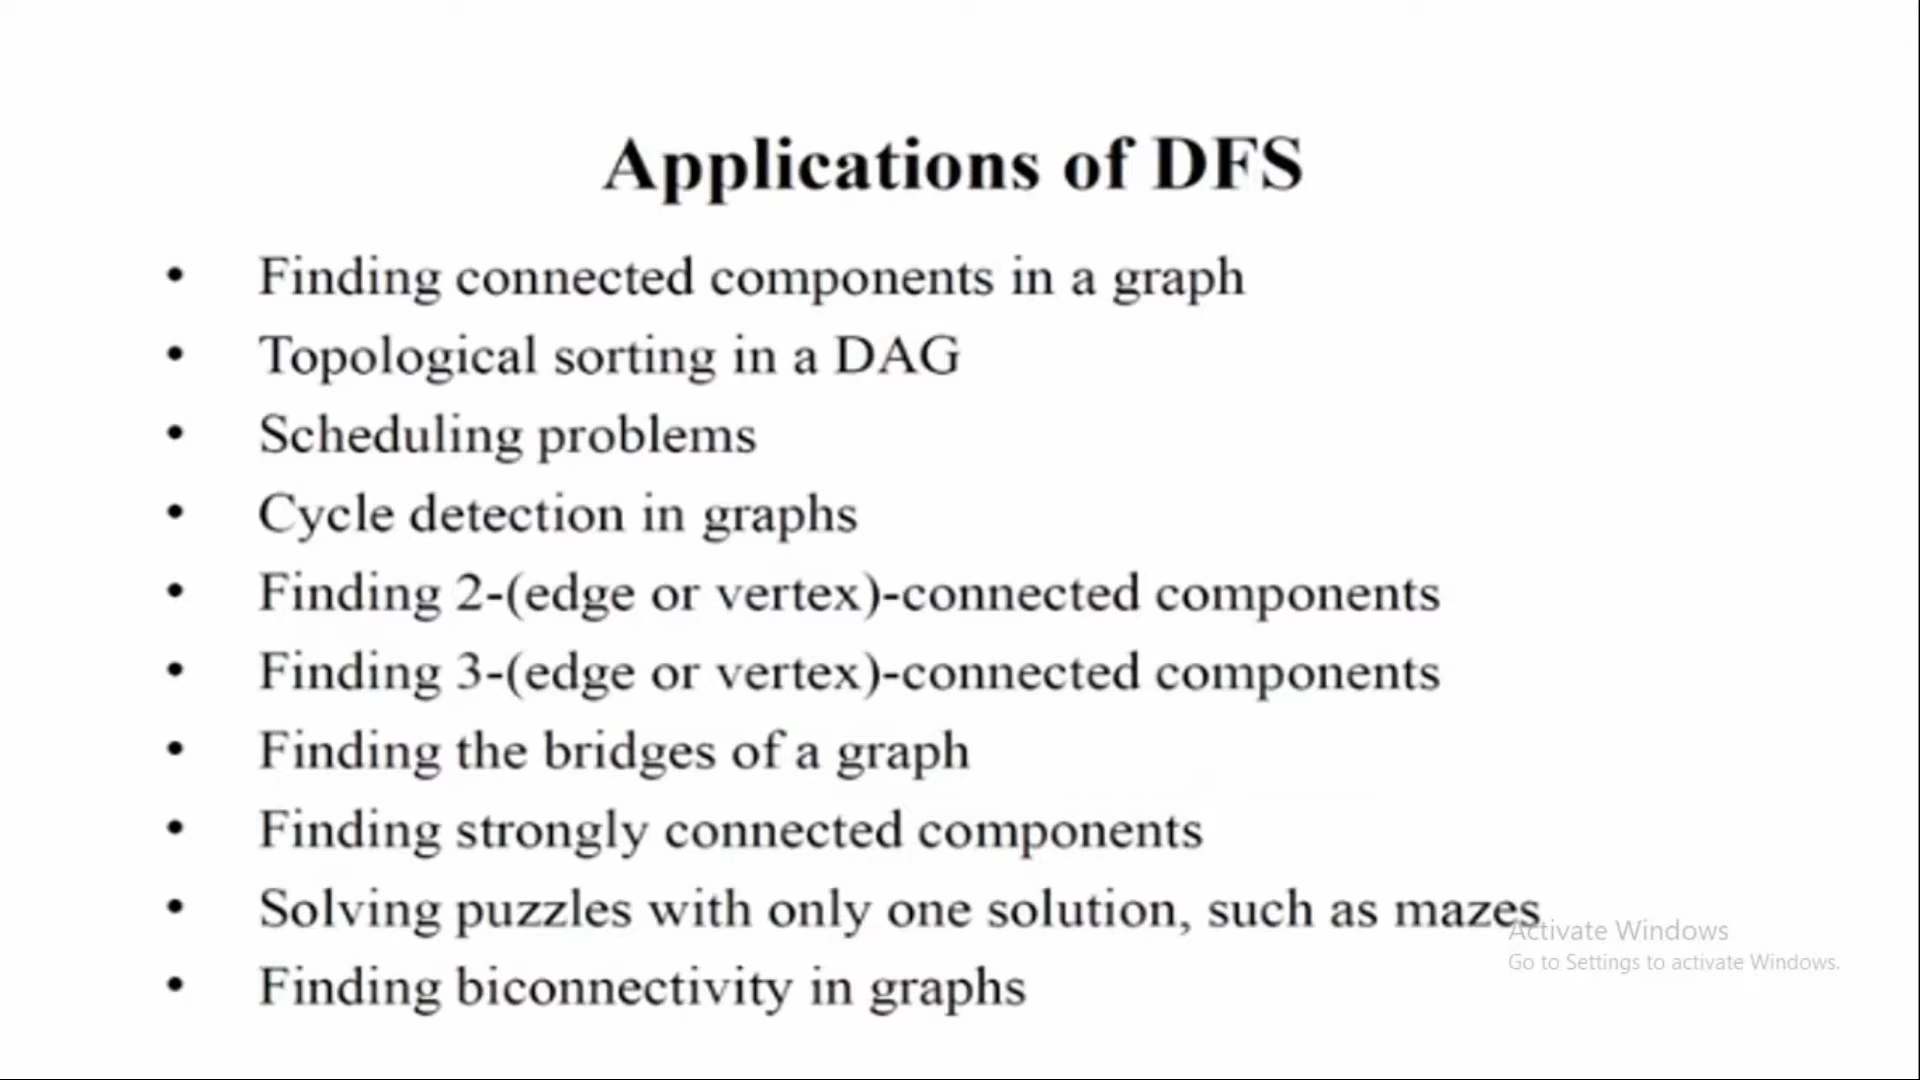 Applications of DFS
• Finding connected components in a graph
• Topological sorting in a DAG
• Scheduling problems
• Cycle detection in graphs
• Finding 2-(edge or vertex)-connected components
• Finding 3-(edge or vertex)-connected components
• Finding the bridges of a graph
• Finding strongly connected components
• Solving puzzles with only one solution, such as mazes
Activate Windows
Go to Settings to activate Windows.
• Finding biconnectivity in graphs